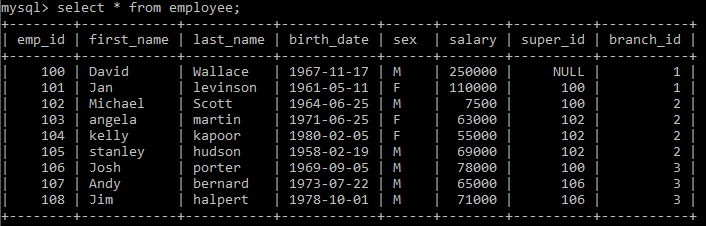 mysql> select * from employee;
+--------+------------+-----------+------------+------+--------+----------+-----------+
| emp_id | first_name | last_name | birth_date | sex  | salary | super_id | branch_id |
+--------+------------+-----------+------------+------+--------+----------+-----------+
|    100 | David      | Wallace   | 1967-11-17 | M    | 250000 |     NULL |         1 |
|    101 | Jan        | levinson  | 1961-05-11 | F    | 110000 |      100 |         1 |
|    102 | Michael    | Scott     | 1964-06-25 | M    |   7500 |      100 |         2 |
|    103 | angela     | martin    | 1971-06-25 | F    |  63000 |      102 |         2 |
|    104 | kelly      | kapoor    | 1980-02-05 | F    |  55000 |      102 |         2 |
|    105 | stanley    | hudson    | 1958-02-19 | M    |  69000 |      102 |         2 |
|    106 | Josh       | porter    | 1969-09-05 | M    |  78000 |      100 |         3 |
|    107 | Andy       | bernard   | 1973-07-22 | M    |  65000 |      106 |         3 |
|    108 | Jim        | halpert   | 1978-10-01 | M    |  71000 |      106 |         3 |
+--------+------------+-----------+------------+------+--------+----------+-----------+